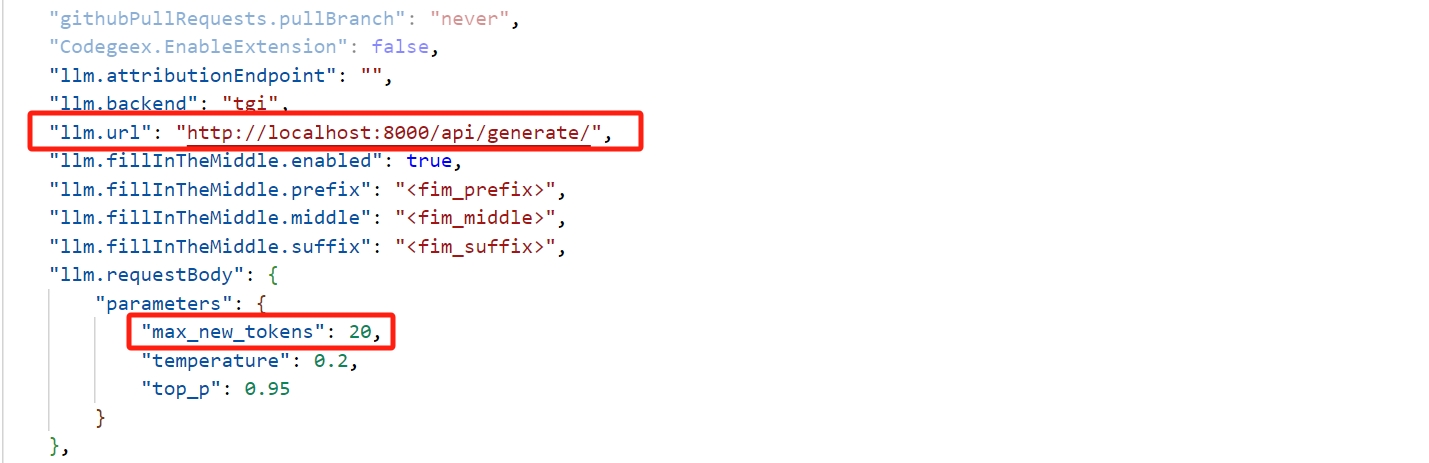 "githubPullRequests.pullBranch": "never",
"Codegeex.EnableExtension": false,
"llm.attributionEndpoint": "",
"llm.backend": "tgi",
"llm.url": "http://localhost:8000/api/generate/",
"llm.fillInTheMiddle.enabled": true,
"llm.fillInTheMiddle.prefix": "<fim_prefix>",
"llm.fillInTheMiddle.middle": "<fim_middle>",
"llm.fillInTheMiddle.suffix": "<fim_suffix>",
"llm.requestBody": {
"parameters": {
"max_new_tokens": 20,
"temperature": 0.2,
"top_p": 0.95
}
},